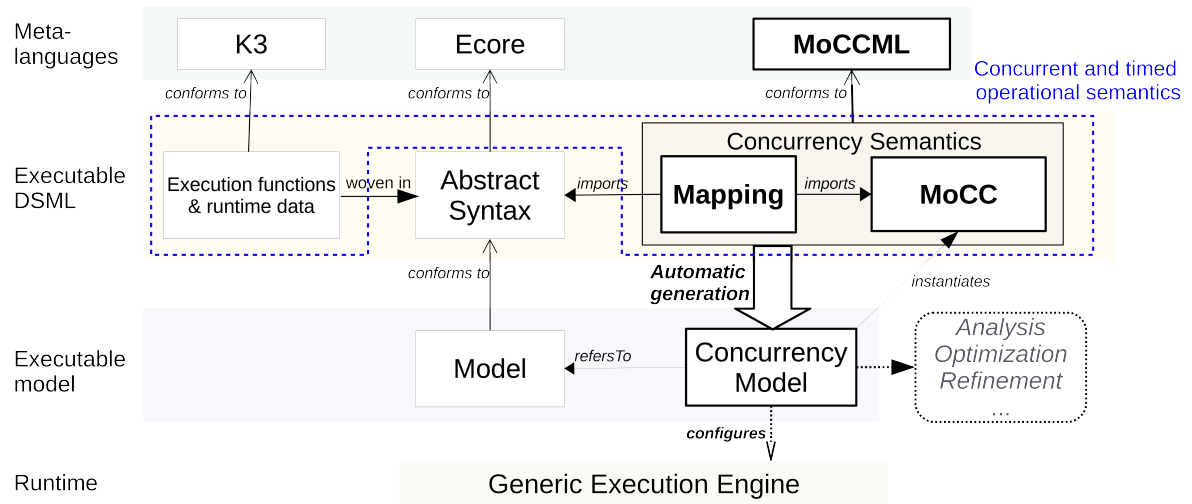 Meta-
languages
K3
Ecore
MoCCML
Concurrent and timed
operational semantics
conforms to
conforms to
conforms to
Executable
DSML
Execution functions
& runtime data
woven in
Abstract
Syntax
imports
Concurrency Semantics
Mapping
imports
MoCC
conforms to
Automatic
generation
instantiates
Executable
model
Model
refersTo
Concurrency
Model
Analysis
Optimization
Refinement
...
configures
Runtime
Generic Execution Engine